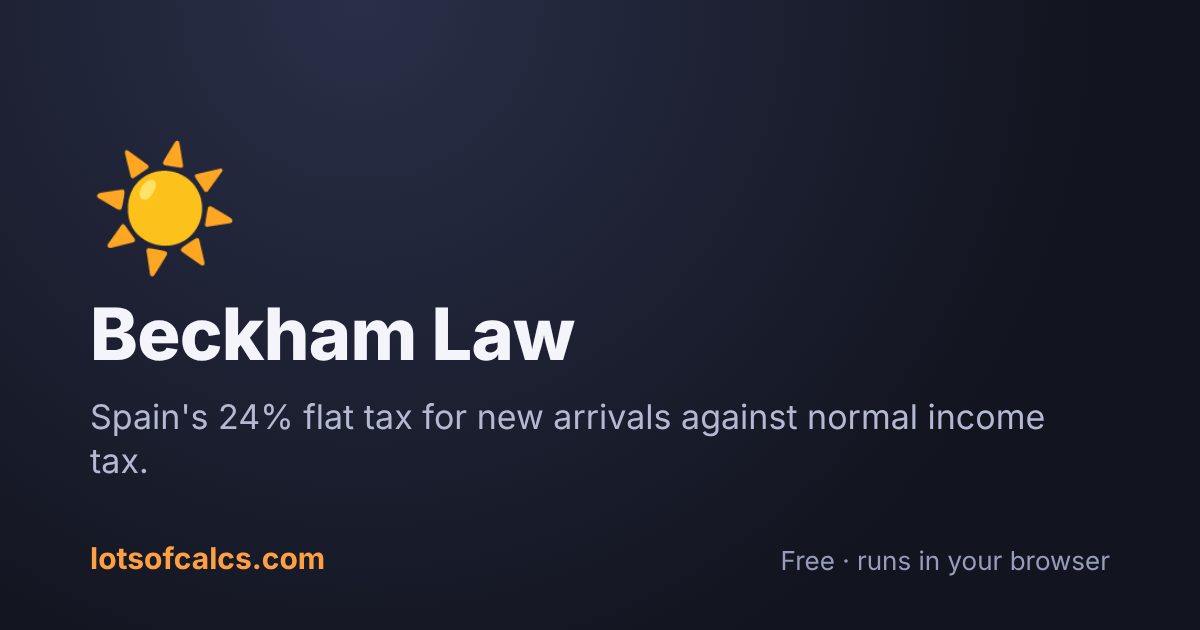 Beckham Law
Spain's 24% flat tax for new arrivals against normal income
tax.
lotsofcalcs.com
Free · runs in your browser